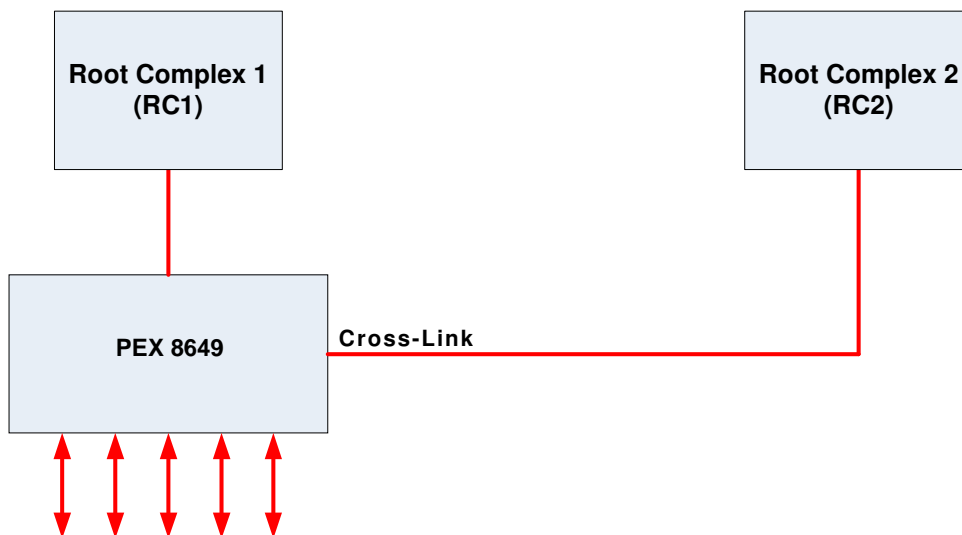 Root Complex 1
(RC1)
Root Complex 2
(RC2)
PEX 8649
Cross-Link